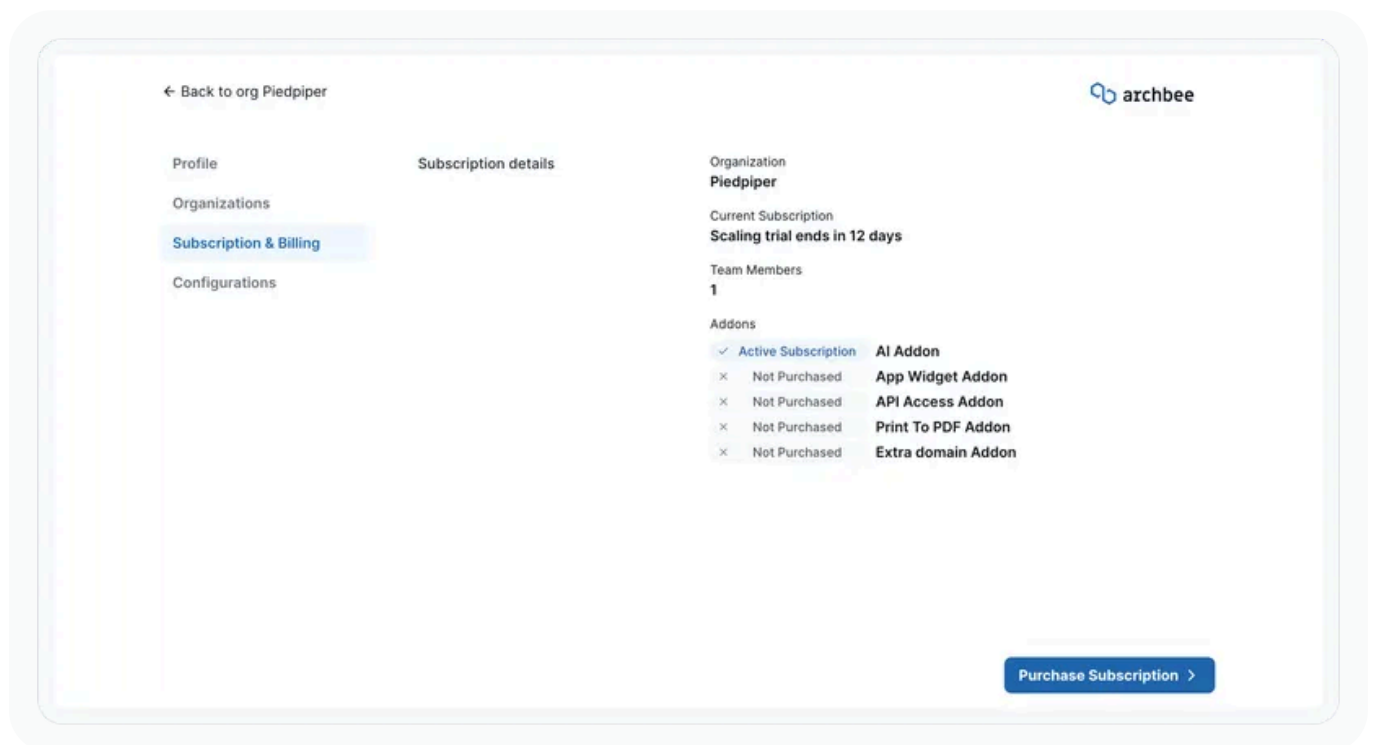 ← Back to org Piedpiper
archbee
Profile
Organizations
Subscription & Billing
Configurations
Subscription details
Organization
Piedpiper
Current Subscription
Scaling trial ends in 12 days
Team Members
1
Addons
✓ Active Subscription AI Addon
× Not Purchased App Widget Addon
× Not Purchased API Access Addon
× Not Purchased Print To PDF Addon
× Not Purchased Extra domain Addon
Purchase Subscription >